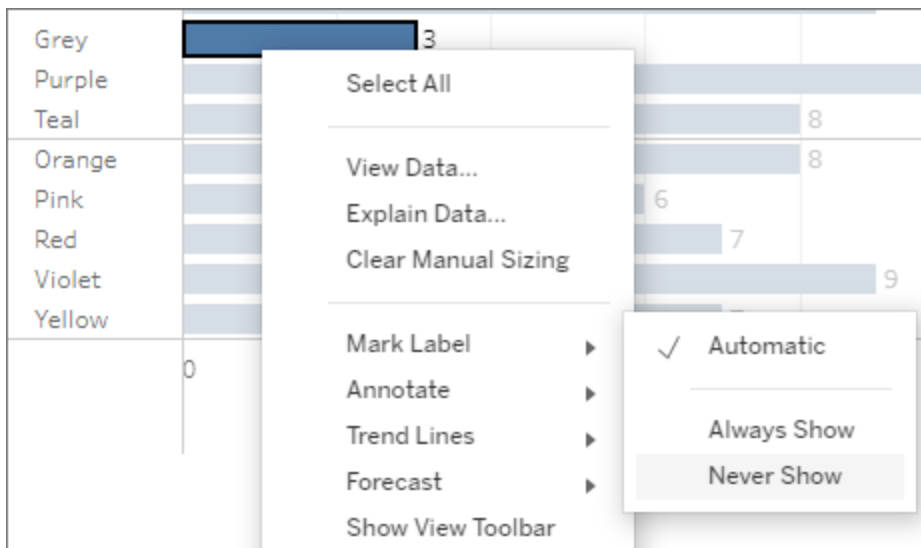 Grey 3
Purple
Teal 8
Orange 8
Pink 6
Red 7
Violet 9
Yellow
0
Select All
View Data...
Explain Data...
Clear Manual Sizing
Mark Label
Annotate
Trend Lines
Forecast
Show View Toolbar
Automatic
Always Show
Never Show